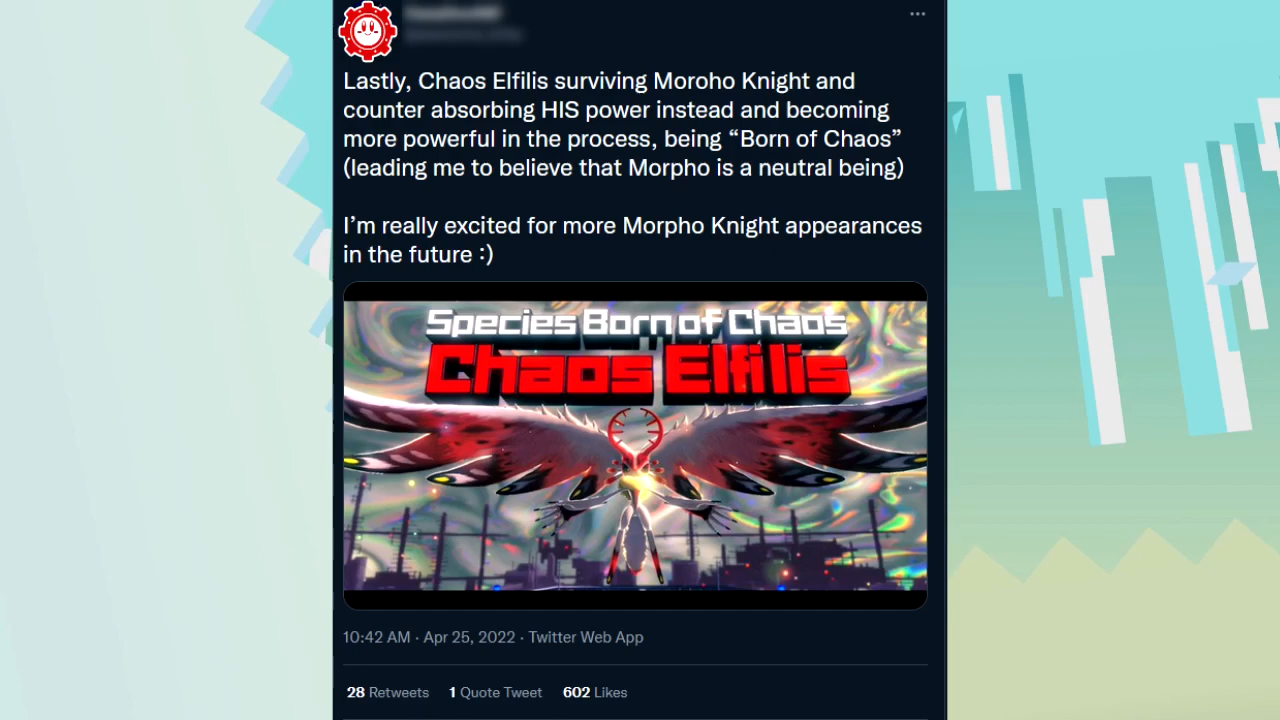 Lastly, Chaos Elfilis surviving Moroho Knight and
counter absorbing HIS power instead and becoming
more powerful in the process, being “Born of Chaos”
(leading me to believe that Morpho is a neutral being)
I’m really excited for more Morpho Knight appearances
in the future :)
Species Born of Chaos
Chaos Elfilis
10:42 AM · Apr 25, 2022 · Twitter Web App
28 Retweets 1 Quote Tweet 602 Likes